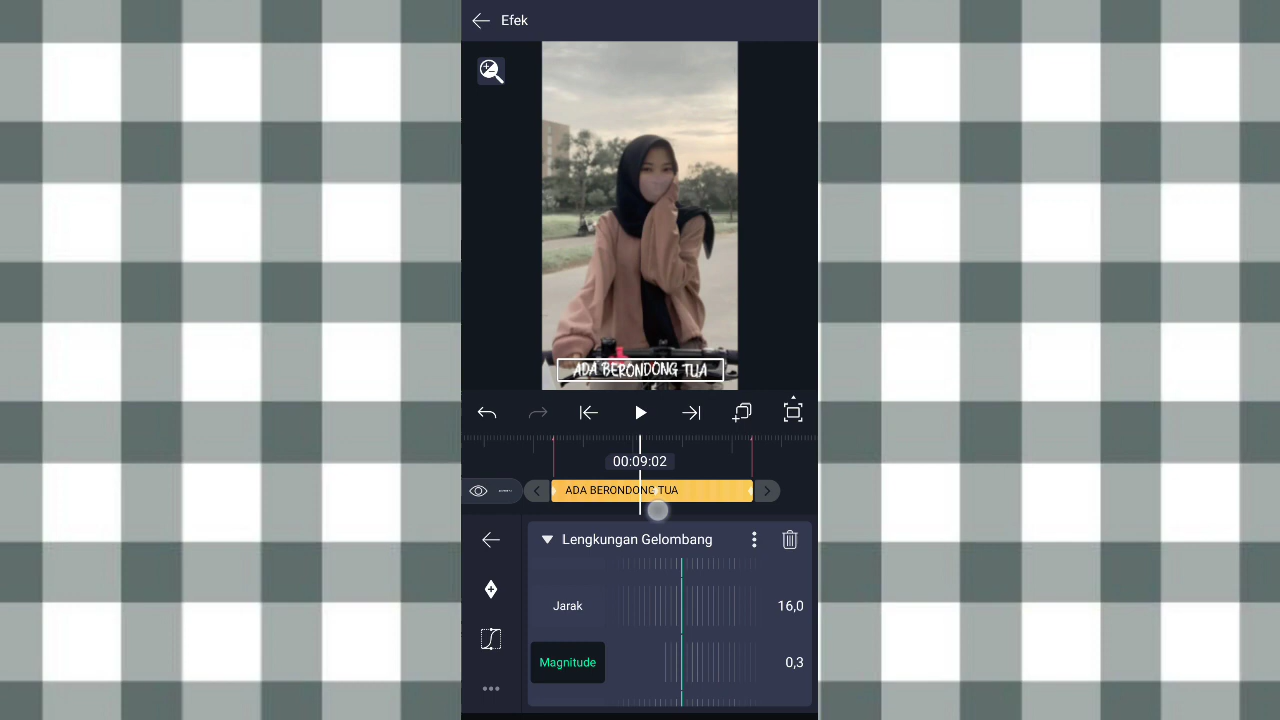 Efek
ADA BERONDONG TUA
00:09:02
ADA BERONDONG TUA
Lengkungan Gelombang
Jarak 16,0
Magnitude 0,3